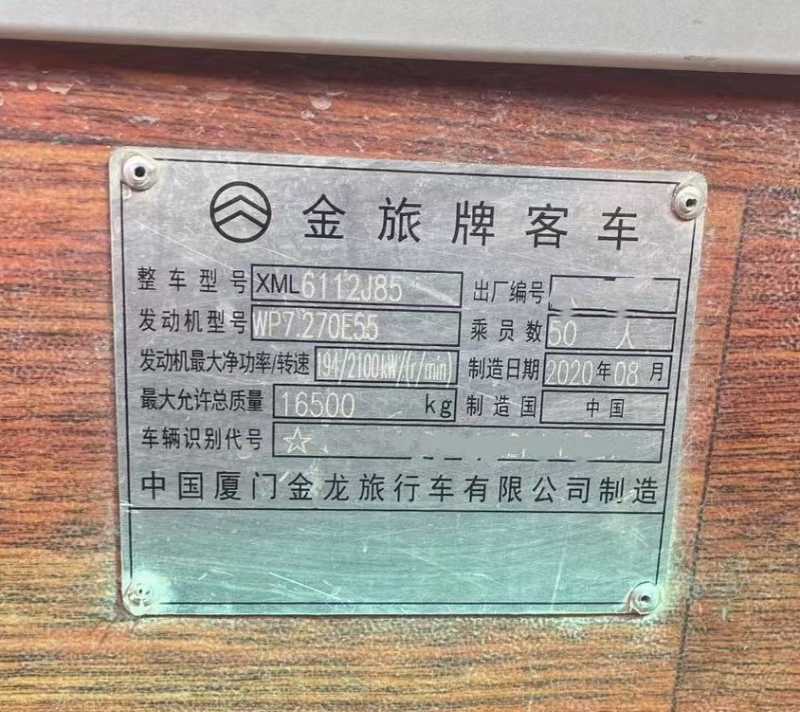 金旅牌客车
整车型号 XML6112J85 出厂编号
发动机型号 WP7.270E55 乘员数 50 人
发动机最大净功率/转速 194/2100kW/(r/min) 制造日期 2020年08月
最大允许总质量 16500 kg 制造国 中国
车辆识别代号 ☆
中国厦门金龙旅行车有限公司制造